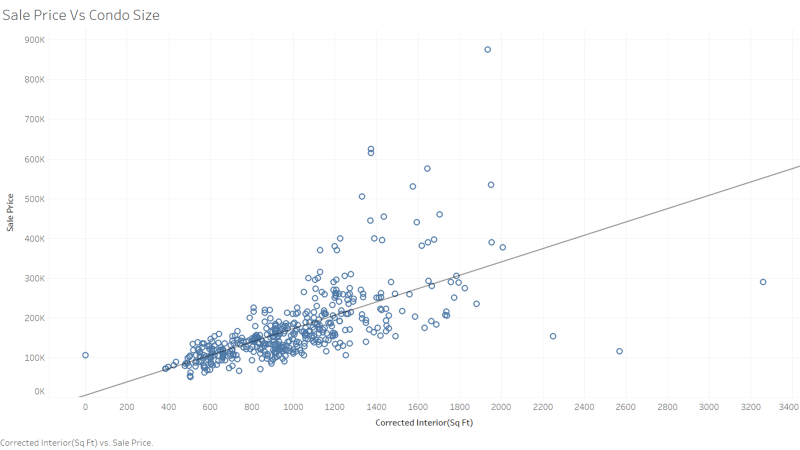 Sale Price Vs Condo Size
900K
800K
700K
600K
500K
400K
300K
200K
100K
0K
Sale Price
0 200 400 600 800 1000 1200 1400 1600 1800 2000 2200 2400 2600 2800 3000 3200 3400
Corrected Interior(Sq Ft)
Corrected Interior(Sq Ft) vs. Sale Price.